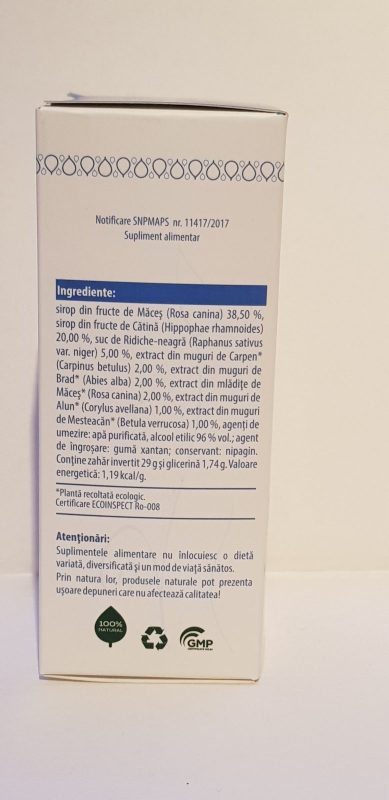 Notificare SNPMAPS nr. 11417/2017
Supliment alimentar
Ingrediente:
sirop din fructe de Măceș (Rosa canina) 38,50 %,
sirop din fructe de Cătină (Hippophae rhamnoides)
20,00 %, suc de Ridiche-neagră (Raphanus sativus
var. niger) 5,00 %, extract din muguri de Carpen*
(Carpinus betulus) 2,00 %, extract din muguri de
Brad* (Abies alba) 2,00 %, extract din mlădițe de
Măceș* (Rosa canina) 2,00 %, extract din muguri de
Alun* (Corylus avellana) 1,00 %, extract din muguri
de Mesteacăn* (Betula verrucosa) 1,00 %, agenți de
umezire: apă purificată, alcool etilic 96 % vol.; agent
de îngroșare: gumă xantan; conservant: nipagin.
Conține zahăr invertit 29 g și glicerină 1,74 g. Valoare
energetică: 1,19 kcal/g.
*Plantă recoltată ecologic.
Certificare ECOINSPECT Ro-008
Atenționări:
Suplimentele alimentare nu înlocuiesc o dietă
variată, diversificată și un mod de viață sănătos.
Prin natura lor, produsele naturale pot prezenta
ușoare depuneri care nu afectează calitatea!
100%
NATURAL
GMP